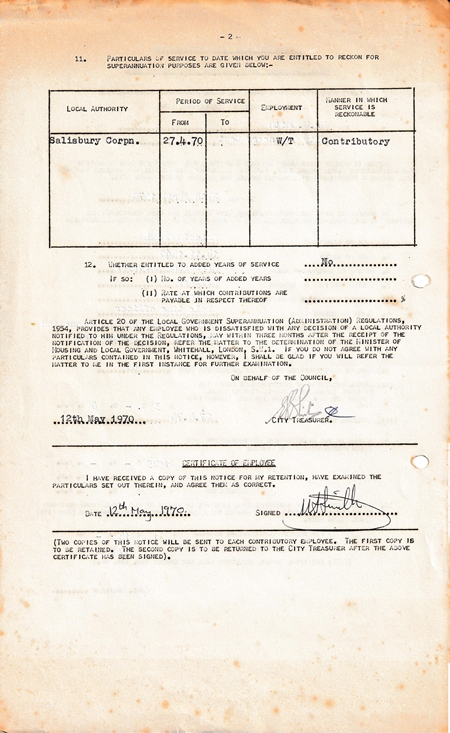 - 2 -
11. PARTICULARS OF SERVICE TO DATE WHICH YOU ARE ENTITLED TO RECKON FOR
SUPERANNUATION PURPOSES ARE GIVEN BELOW:-
LOCAL AUTHORITY
PERIOD OF SERVICE
FROM TO
EMPLOYMENT
MANNER IN WHICH
SERVICE IS
RECKONABLE
Salisbury Corpn. 27.4.70 W/T Contributory
12. WHETHER ENTITLED TO ADDED YEARS OF SERVICE ....No................
IF SO: (I) NO. OF YEARS OF ADDED YEARS ......................
(II) RATE AT WHICH CONTRIBUTIONS ARE
PAYABLE IN RESPECT THEREOF ......................
ARTICLE 20 OF THE LOCAL GOVERNMENT SUPERANNUATION (ADMINISTRATION) REGULATIONS,
1954, PROVIDES THAT ANY EMPLOYEE WHO IS DISSATISFIED WITH ANY DECISION OF A LOCAL AUTHORITY
NOTIFIED TO HIM UNDER THE REGULATIONS, MAY WITHIN THREE MONTHS AFTER THE RECEIPT OF THE
NOTIFICATION OF THE DECISION, REFER THE MATTER TO THE DETERMINATION OF THE MINISTER OF
HOUSING AND LOCAL GOVERNMENT, WHITEHALL, LONDON, S.W.1. IF YOU DO NOT AGREE WITH ANY
PARTICULARS CONTAINED IN THIS NOTICE, HOWEVER, I SHALL BE GLAD IF YOU WILL REFER THE
MATTER TO ME IN THE FIRST INSTANCE FOR FURTHER EXAMINATION.
ON BEHALF OF THE COUNCIL,
..12th May 1970...
CITY TREASURER.
CERTIFICATE OF EMPLOYEE
I HAVE RECEIVED A COPY OF THIS NOTICE FOR MY RETENTION, HAVE EXAMINED THE
PARTICULARS SET OUT THEREIN, AND AGREE THEM AS CORRECT.
DATE 12th May 1970. SIGNED
(TWO COPIES OF THIS NOTICE WILL BE SENT TO EACH CONTRIBUTORY EMPLOYEE. THE FIRST COPY IS
TO BE RETAINED. THE SECOND COPY IS TO BE RETURNED TO THE CITY TREASURER AFTER THE ABOVE
CERTIFICATE HAS BEEN SIGNED).